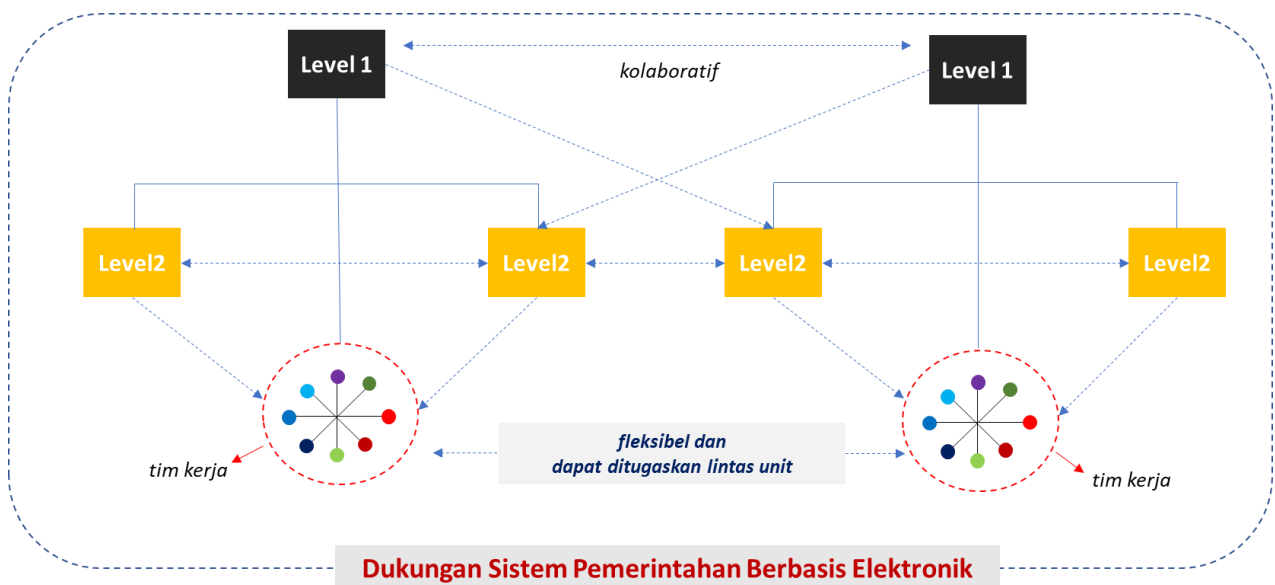 Level 1
Level 1
kolaboratif
Level2
Level2
Level2
Level2
fleksibel dan
dapat ditugaskan lintas unit
tim kerja
tim kerja
Dukungan Sistem Pemerintahan Berbasis Elektronik